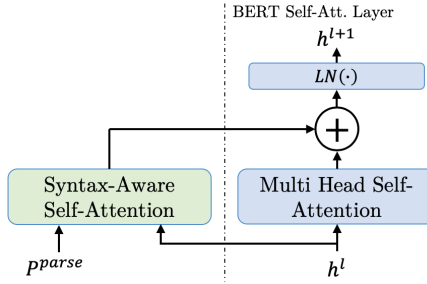 BERT Self-Att. Layer
h^{l+1}
LN(·)
+
Syntax-Aware
Self-Attention
Multi Head Self-
Attention
P^{parse}
h^l